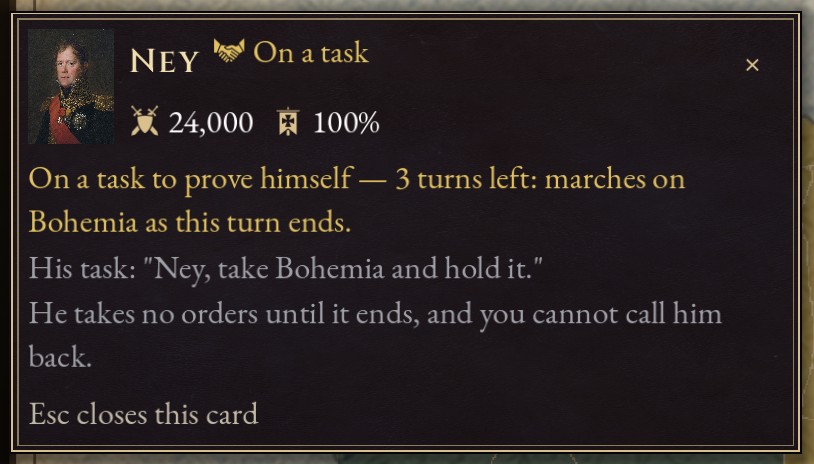 Ney On a task
24,000 100%
On a task to prove himself — 3 turns left: marches on
Bohemia as this turn ends.
His task: "Ney, take Bohemia and hold it."
He takes no orders until it ends, and you cannot call him
back.
Esc closes this card